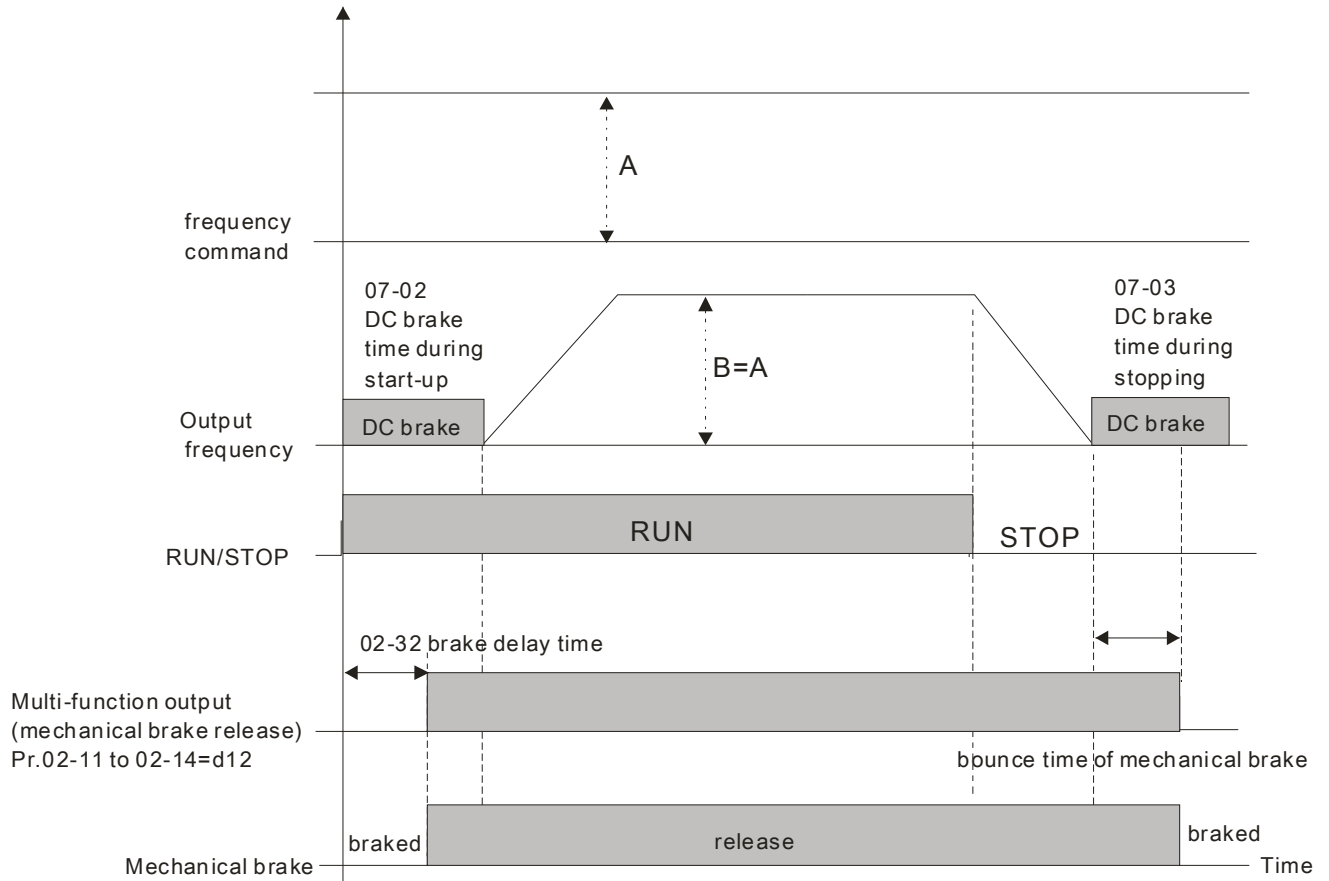 A
frequency
command
07-02
DC brake
time during
start-up
07-03
DC brake
time during
stopping
B=A
Output
frequency
DC brake
DC brake
RUN
STOP
RUN/STOP
02-32 brake delay time
Multi-function output
(mechanical brake release)
Pr.02-11 to 02-14=d12
bounce time of mechanical brake
braked
release
braked
Mechanical brake
Time